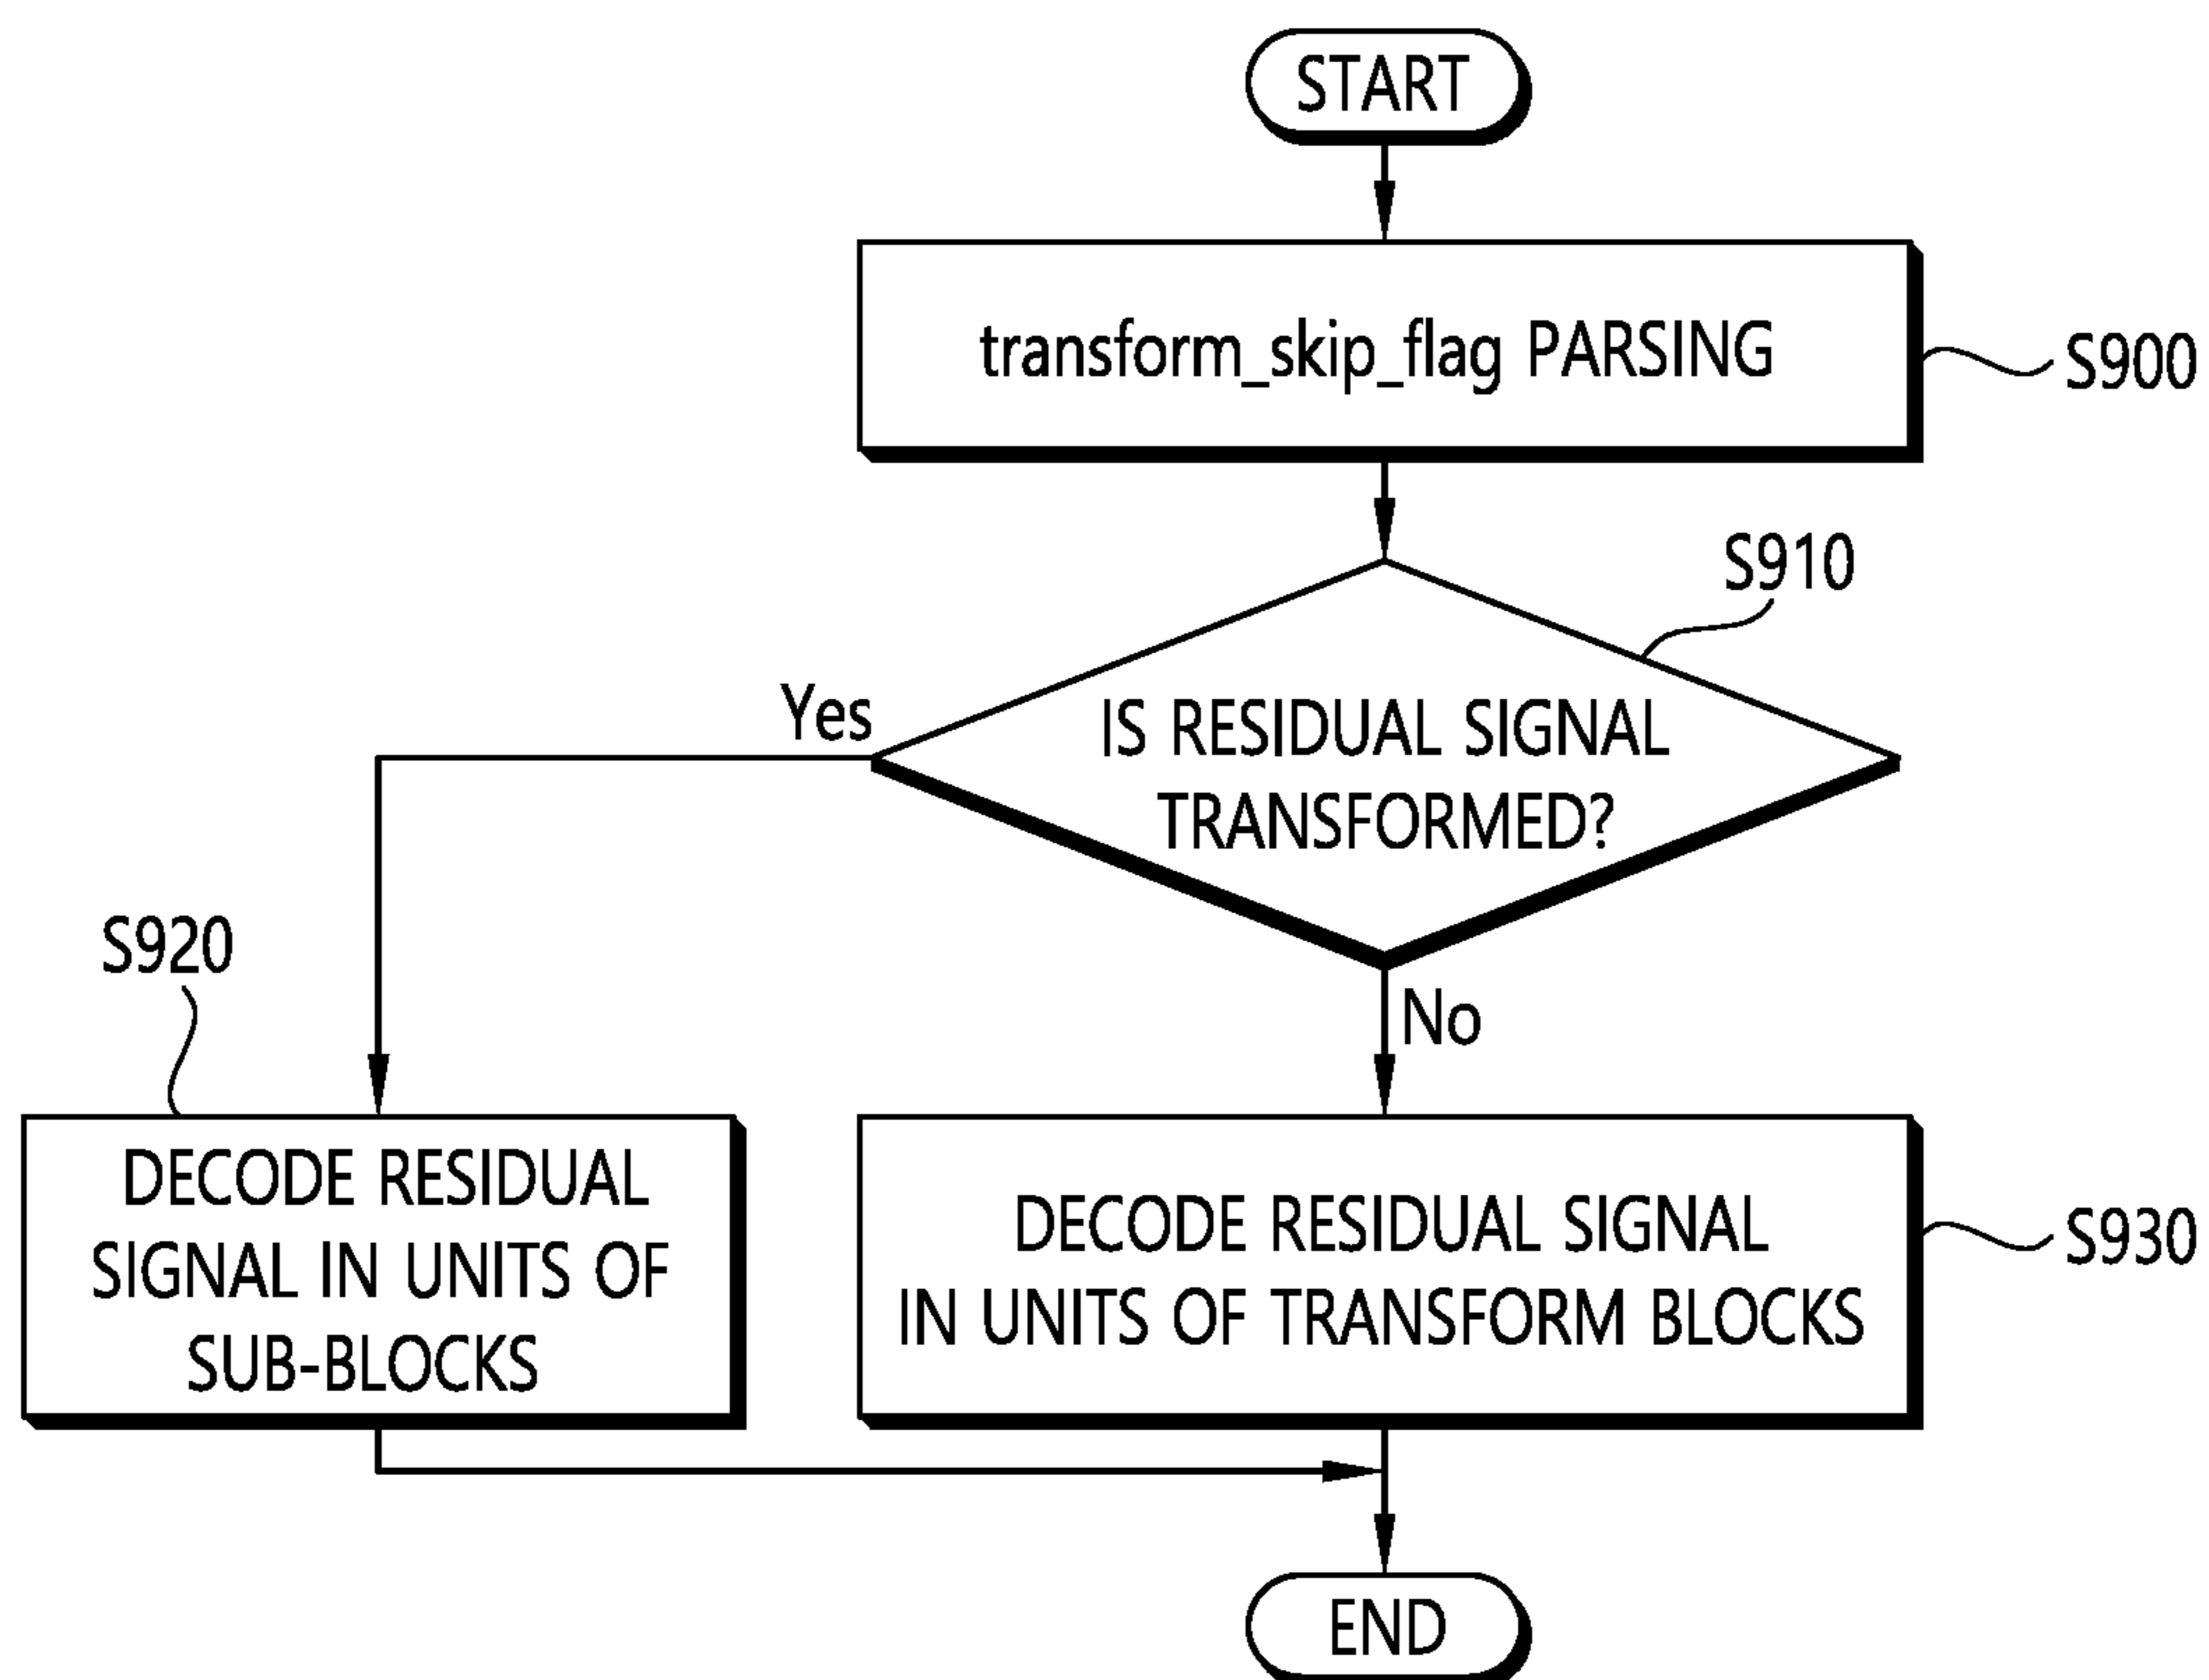 START
transform_skip_flag PARSING
S900
S910
IS RESIDUAL SIGNAL
TRANSFORMED?
Yes
No
S920
DECODE RESIDUAL
SIGNAL IN UNITS OF
SUB-BLOCKS
DECODE RESIDUAL SIGNAL
IN UNITS OF TRANSFORM BLOCKS
S930
END